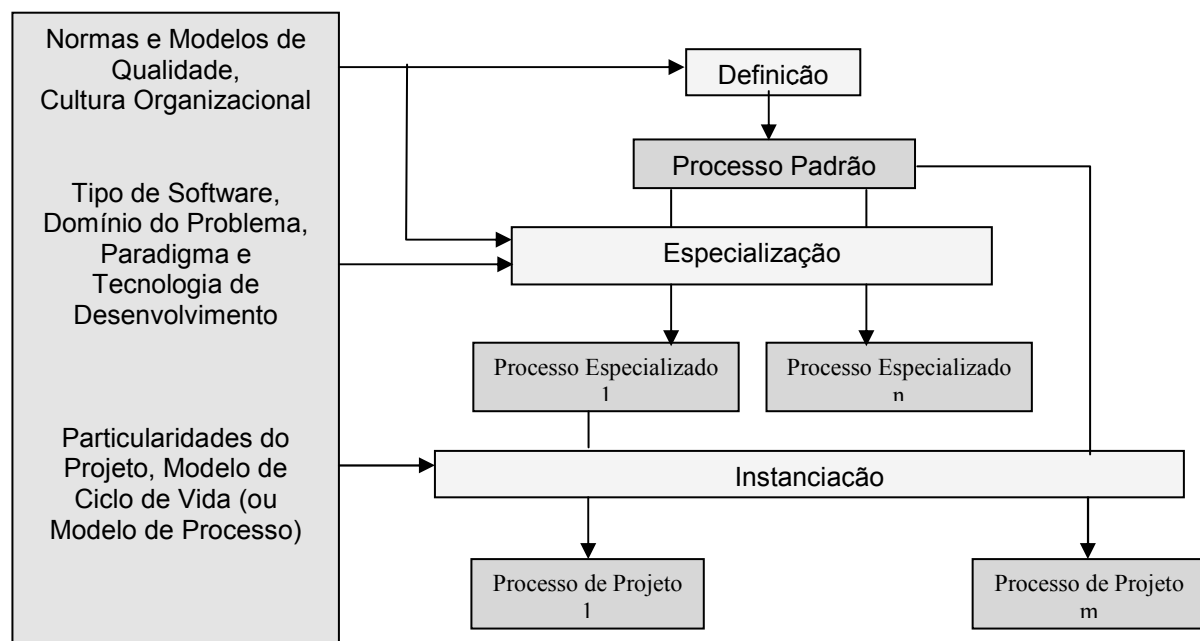 Normas e Modelos de
Qualidade,
Cultura Organizacional
Definicão
Processo Padrão
Tipo de Software,
Domínio do Problema,
Paradigma e
Tecnologia de
Desenvolvimento
Especialização
Processo Especializado
1
Processo Especializado
n
Particularidades do
Projeto, Modelo de
Ciclo de Vida (ou
Modelo de Processo)
Instanciacão
Processo de Projeto
1
Processo de Projeto
m